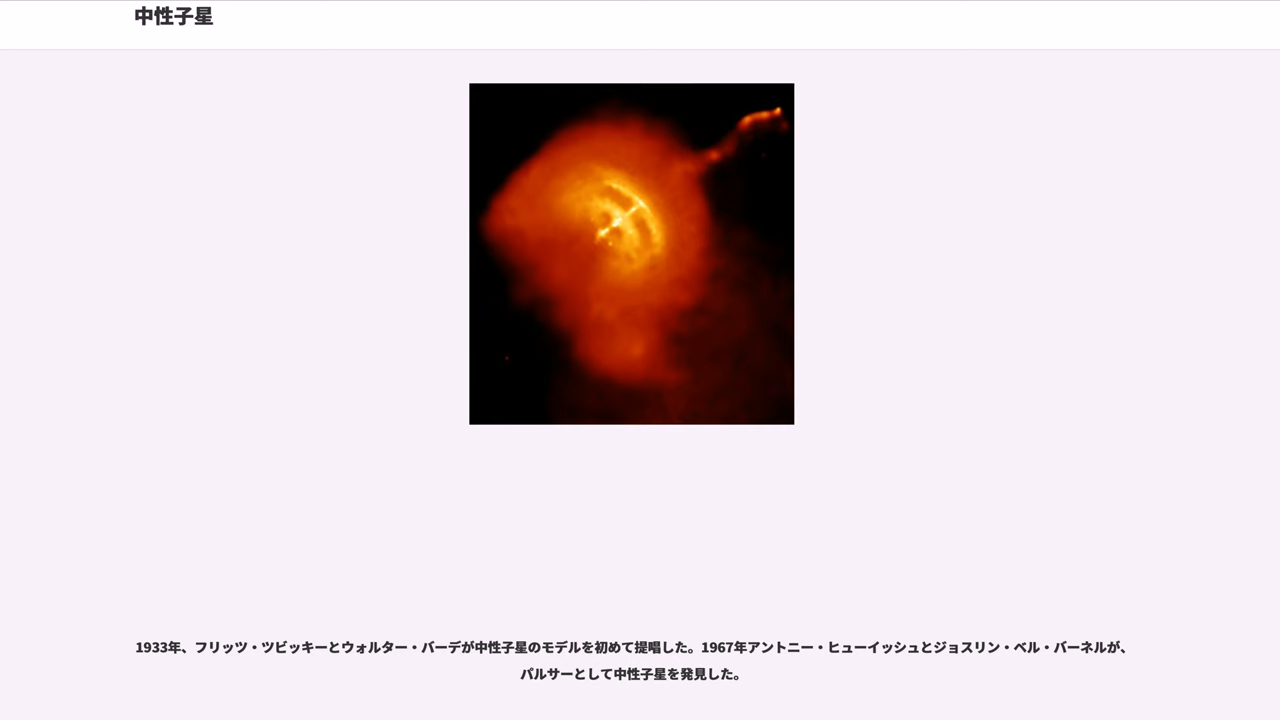 中性子星
1933年、フリッツ・ツビッキーとウォルター・バーデが中性子星のモデルを初めて提唱した。1967年アントニー・ヒューイッシュとジョスリン・ベル・バーネルが、
パルサーとして中性子星を発見した。